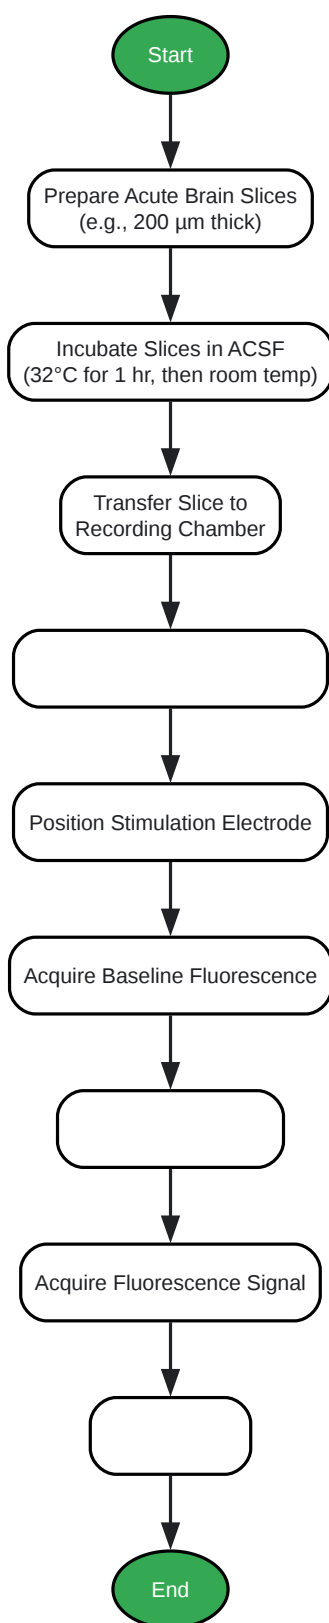 Start
Prepare Acute Brain Slices
(e.g., 200 µm thick)
Incubate Slices in ACSF
(32°C for 1 hr, then room temp)
Transfer Slice to
Recording Chamber
Position Stimulation Electrode
Acquire Baseline Fluorescence
Acquire Fluorescence Signal
End